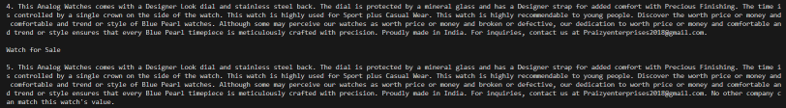 4. This Analog Watches comes with a Designer Look dial and stainless steel back. The dial is protected by a mineral glass and has a Designer strap for added comfort with Precious Finishing. The time i
s controlled by a single crown on the side of the watch. This watch is highly used for Sport plus Casual Wear. This watch is highly recommendable to young people. Discover the worth price or money and
comfortable and trend or style of Blue Pearl watches. Although some may perceive our watches as worth price or money and broken or defective, our dedication to worth price or money and comfortable an
d trend or style ensures that every Blue Pearl timepiece is meticulously crafted with precision. Proudly made in India. For inquiries, contact us at Praizyenterprises2018@gmail.com.
Watch for Sale
5. This Analog Watches comes with a Designer Look dial and stainless steel back. The dial is protected by a mineral glass and has a Designer strap for added comfort with Precious Finishing. The time i
s controlled by a single crown on the side of the watch. This watch is highly used for Sport plus Casual Wear. This watch is highly recommendable to young people. Discover the worth price or money and
comfortable and trend or style of Blue Pearl watches. Although some may perceive our watches as worth price or money and broken or defective, our dedication to worth price or money and comfortable an
d trend or style ensures that every Blue Pearl timepiece is meticulously crafted with precision. Proudly made in India. For inquiries, contact us at Praizyenterprises2018@gmail.com. No other company c
an match this watch's value.